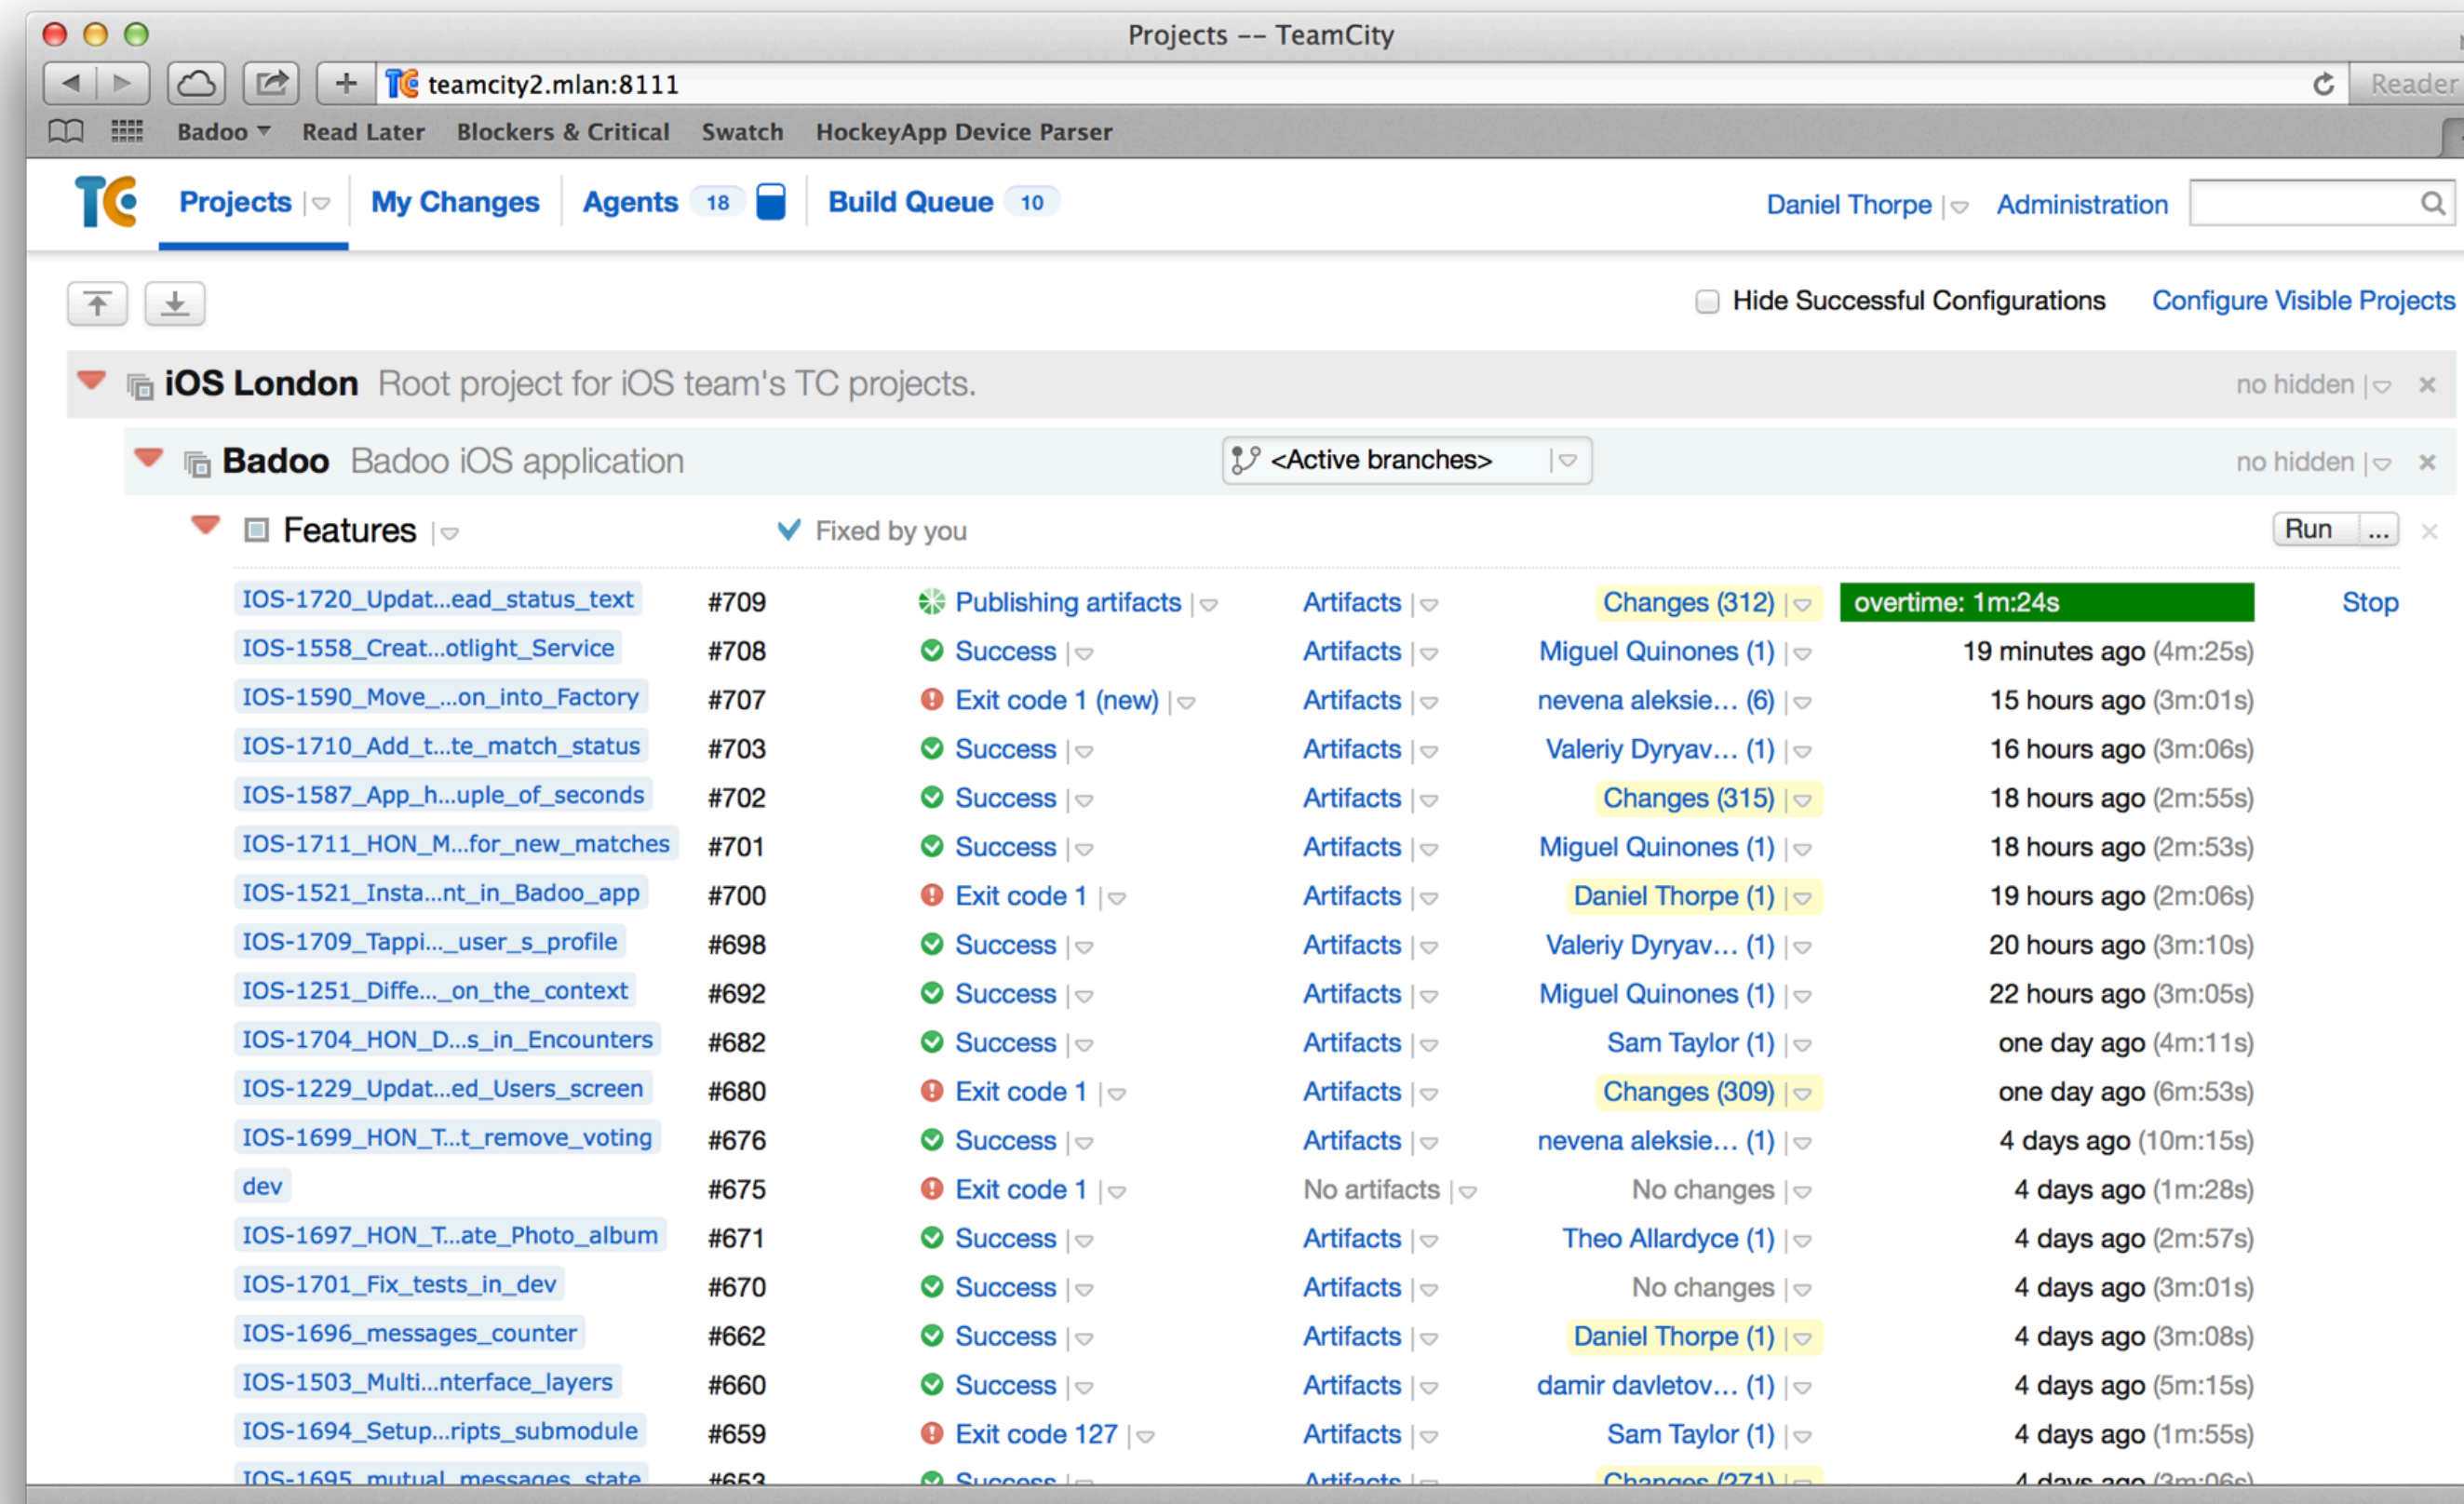 Projects -- TeamCity
teamcity2.mlan:8111 Reader
Badoo Read Later Blockers & Critical Swatch HockeyApp Device Parser
TC Projects My Changes Agents 18 Build Queue 10 Daniel Thorpe Administration
Hide Successful Configurations Configure Visible Projects
iOS London Root project for iOS team's TC projects. no hidden
Badoo Badoo iOS application <Active branches> no hidden
Features Fixed by you Run ...
IOS-1720_Updat...ead_status_text #709 Publishing artifacts Artifacts Changes (312) overtime: 1m:24s Stop
IOS-1558_Creat...otlight_Service #708 Success Artifacts Miguel Quinones (1) 19 minutes ago (4m:25s)
IOS-1590_Move_...on_into_Factory #707 Exit code 1 (new) Artifacts nevena aleksie... (6) 15 hours ago (3m:01s)
IOS-1710_Add_t...te_match_status #703 Success Artifacts Valeriy Dyryav... (1) 16 hours ago (3m:06s)
IOS-1587_App_h...uple_of_seconds #702 Success Artifacts Changes (315) 18 hours ago (2m:55s)
IOS-1711_HON_M...for_new_matches #701 Success Artifacts Miguel Quinones (1) 18 hours ago (2m:53s)
IOS-1521_Insta...nt_in_Badoo_app #700 Exit code 1 Artifacts Daniel Thorpe (1) 19 hours ago (2m:06s)
IOS-1709_Tappi..._user_s_profile #698 Success Artifacts Valeriy Dyryav... (1) 20 hours ago (3m:10s)
IOS-1251_Diffe..._on_the_context #692 Success Artifacts Miguel Quinones (1) 22 hours ago (3m:05s)
IOS-1704_HON_D...s_in_Encounters #682 Success Artifacts Sam Taylor (1) one day ago (4m:11s)
IOS-1229_Updat...ed_Users_screen #680 Exit code 1 Artifacts Changes (309) one day ago (6m:53s)
IOS-1699_HON_T...t_remove_voting #676 Success Artifacts nevena aleksie... (1) 4 days ago (10m:15s)
dev #675 Exit code 1 No artifacts No changes 4 days ago (1m:28s)
IOS-1697_HON_T...ate_Photo_album #671 Success Artifacts Theo Allardyce (1) 4 days ago (2m:57s)
IOS-1701_Fix_tests_in_dev #670 Success Artifacts No changes 4 days ago (3m:01s)
IOS-1696_messages_counter #662 Success Artifacts Daniel Thorpe (1) 4 days ago (3m:08s)
IOS-1503_Multi...nterface_layers #660 Success Artifacts damir davletov... (1) 4 days ago (5m:15s)
IOS-1694_Setup...ripts_submodule #659 Exit code 127 Artifacts Sam Taylor (1) 4 days ago (1m:55s)
IOS-1695_mutual_messages_state #653 Success Artifacts Changes (271) 4 days ago (3m:06s)